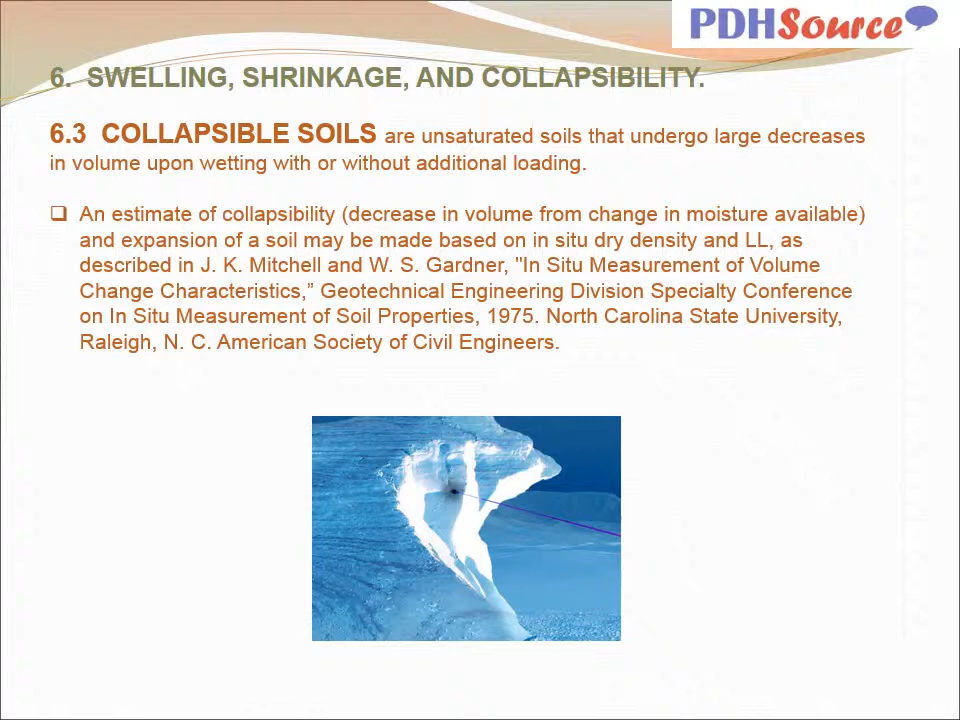 PDHSource
6.  SWELLING, SHRINKAGE, AND COLLAPSIBILITY.
6.3  COLLAPSIBLE SOILS are unsaturated soils that undergo large decreases
in volume upon wetting with or without additional loading.
An estimate of collapsibility (decrease in volume from change in moisture available)
and expansion of a soil may be made based on in situ dry density and LL, as
described in J. K. Mitchell and W. S. Gardner, "In Situ Measurement of Volume
Change Characteristics,” Geotechnical Engineering Division Specialty Conference
on In Situ Measurement of Soil Properties, 1975. North Carolina State University,
Raleigh, N. C. American Society of Civil Engineers.